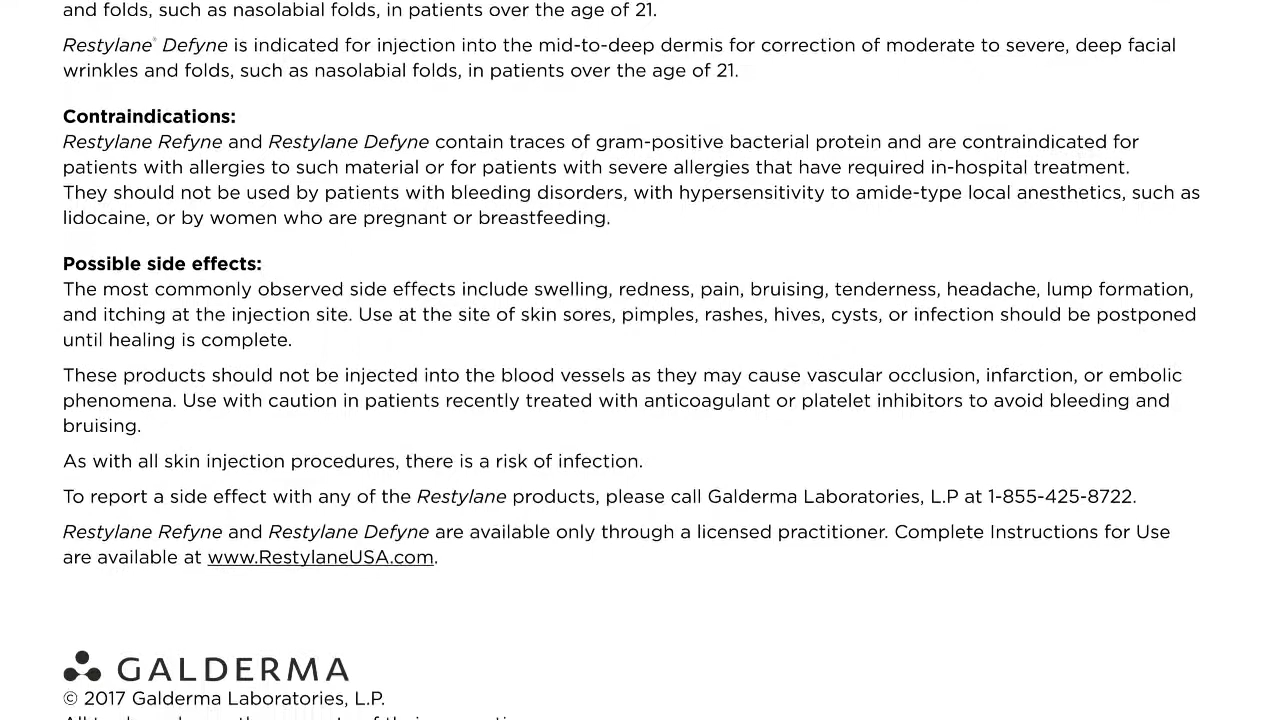 and folds, such as nasolabial folds, in patients over the age of 21.
Restylane® Defyne is indicated for injection into the mid-to-deep dermis for correction of moderate to severe, deep facial
wrinkles and folds, such as nasolabial folds, in patients over the age of 21.
Contraindications:
Restylane Refyne and Restylane Defyne contain traces of gram-positive bacterial protein and are contraindicated for
patients with allergies to such material or for patients with severe allergies that have required in-hospital treatment.
They should not be used by patients with bleeding disorders, with hypersensitivity to amide-type local anesthetics, such as
lidocaine, or by women who are pregnant or breastfeeding.
Possible side effects:
The most commonly observed side effects include swelling, redness, pain, bruising, tenderness, headache, lump formation,
and itching at the injection site. Use at the site of skin sores, pimples, rashes, hives, cysts, or infection should be postponed
until healing is complete.
These products should not be injected into the blood vessels as they may cause vascular occlusion, infarction, or embolic
phenomena. Use with caution in patients recently treated with anticoagulant or platelet inhibitors to avoid bleeding and
bruising.
As with all skin injection procedures, there is a risk of infection.
To report a side effect with any of the Restylane products, please call Galderma Laboratories, L.P at 1-855-425-8722.
Restylane Refyne and Restylane Defyne are available only through a licensed practitioner. Complete Instructions for Use
are available at www.RestylaneUSA.com.
GALDERMA
© 2017 Galderma Laboratories, L.P.